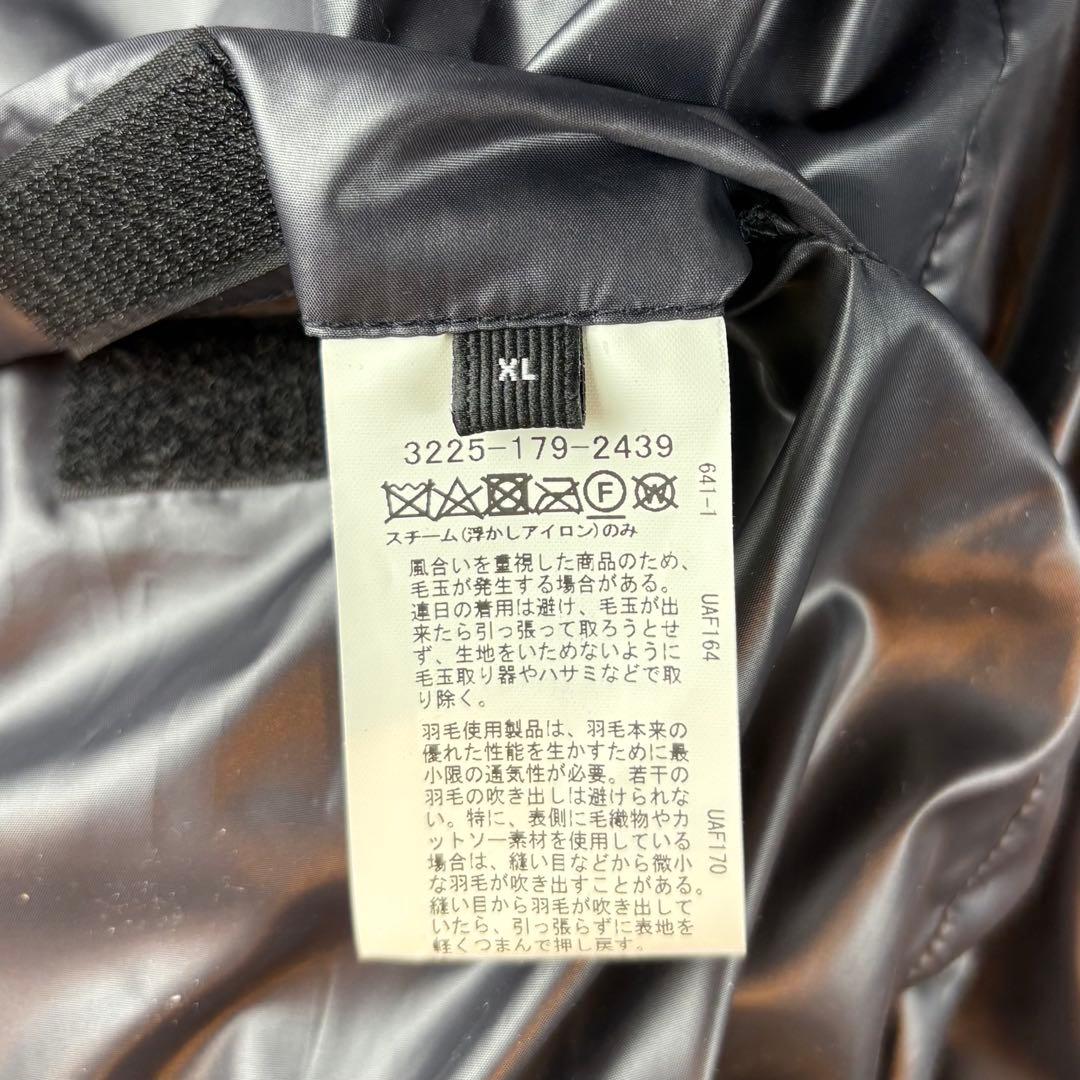 XL
3225-179-2439
F W
スチーム(浮かしアイロン)のみ
風合いを重視した商品のため、
毛玉が発生する場合がある。
連日の着用は避け、毛玉が出
来たら引っ張って取ろうとせ
ず、生地をいためないように
毛玉取り器やハサミなどで取
り除く。
羽毛使用製品は、羽毛本来の
優れた性能を生かすために最
小限の通気性が必要。若干の
羽毛の吹き出しは避けられな
い。特に、表側に毛織物やカ
ットソー素材を使用している
場合は、縫い目などから微小
な羽毛が吹き出すことがある。
縫い目から羽毛が吹き出して
いたら、引っ張らずに表地を
軽くつまんで押し戻す。
641-1
UAF164
UAF170